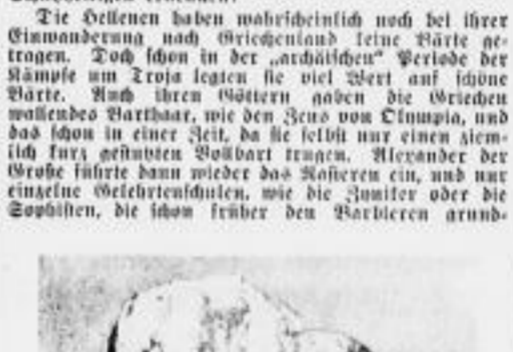 Die Hellenen haben wahrscheinlich noch bei ihrer
Einwanderung nach Griechenland keine Bärte ge-
tragen. Doch schon in der „archäischen“ Periode der
Kämpfe um Troja legten sie viel Wert auf schöne
Bärte. Auch ihren Göttern gaben die Griechen
wallendes Barthaar, wie den Zeus von Olympia, und
das schon in einer Zeit, da sie selbst nur einen ziem-
lich kurz gestutzten Vollbart trugen. Alexander der
Große führte dann wieder das Rasieren ein, und nur
einzelne Gelehrtenschulen, wie die Zyniker oder die
Sophisten, die schon früher den Barbieren grund-